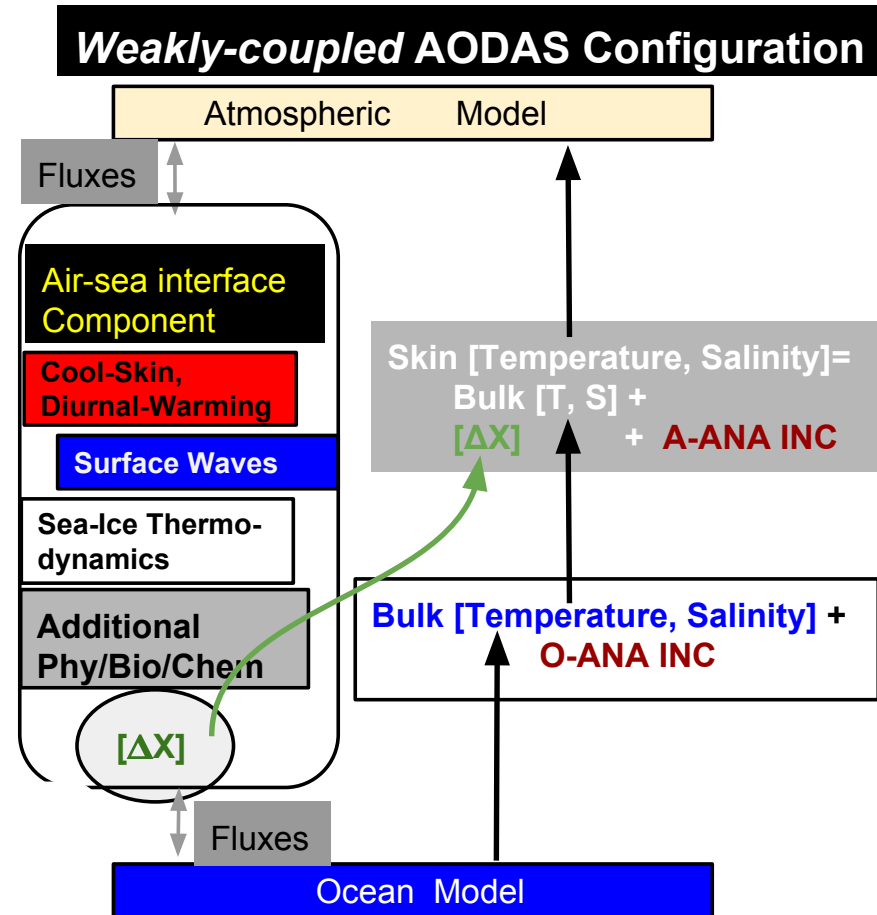 Weakly-coupled AODAS Configuration
Atmospheric Model
Fluxes
Air-sea interface
Component
Cool-Skin,
Diurnal-Warming
Surface Waves
Sea-Ice Thermo-
dynamics
Additional
Phy/Bio/Chem
[ΔX]
Skin [Temperature, Salinity]=
Bulk [T, S] +
[ΔX] + A-ANA INC
Bulk [Temperature, Salinity] +
O-ANA INC
Fluxes
Ocean Model